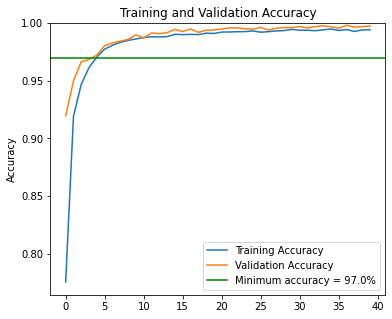 Training and Validation Accuracy
1.00
0.95
0.90
0.85
0.80
Accuracy
Training Accuracy
Validation Accuracy
Minimum accuracy = 97.0%
0 5 10 15 20 25 30 35 40